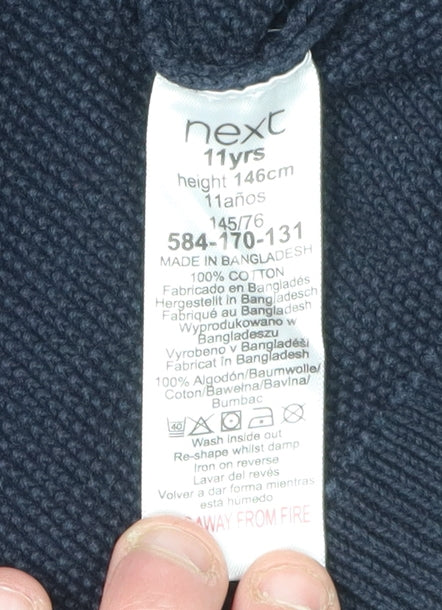 next
11yrs
height 146cm
11años
145/76
584-170-131
MADE IN BANGLADESH
100% COTTON
Fabricado en Bangladés
Hergestellt in Bangladesch
Fabriqué au Bangladesh
Wyprodukowano w
Bangladeszu
Vyrobeno v Bangladéši
Fabricat în Bangladesh
100% Algodón/Baumwolle/
Coton/Bawełna/Bavlna/
Bumbac
40
Wash inside out
Re-shape whilst damp
Iron on reverse
Lavar del revés
Volver a dar forma mientras
está húmedo
AWAY FROM FIRE